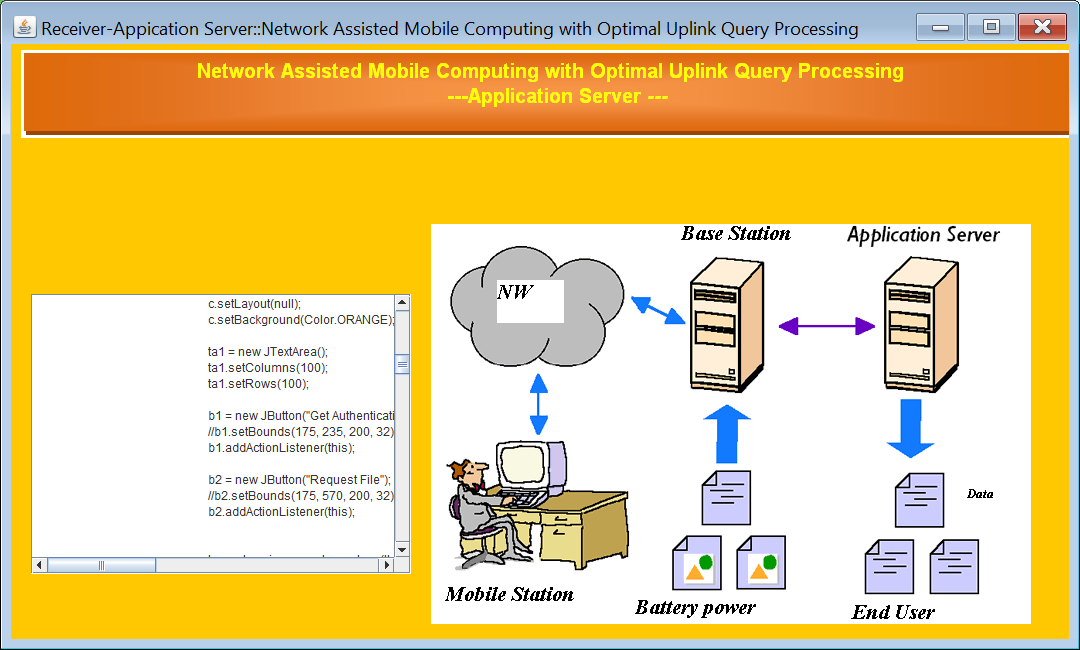 Receiver-Appication Server::Network Assisted Mobile Computing with Optimal Uplink Query Processing
Network Assisted Mobile Computing with Optimal Uplink Query Processing
---Application Server ---
c.setLayout(null);
c.setBackground(Color.ORANGE);
ta1 = new JTextArea();
ta1.setColumns(100);
ta1.setRows(100);
b1 = new JButton("Get Authenticati
//b1.setBounds(175, 235, 200, 32)
b1.addActionListener(this);
b2 = new JButton("Request File");
//b2.setBounds(175, 570, 200, 32)
b2.addActionListener(this);
Base Station
Application Server
NW
Data
Mobile Station
Battery power
End User